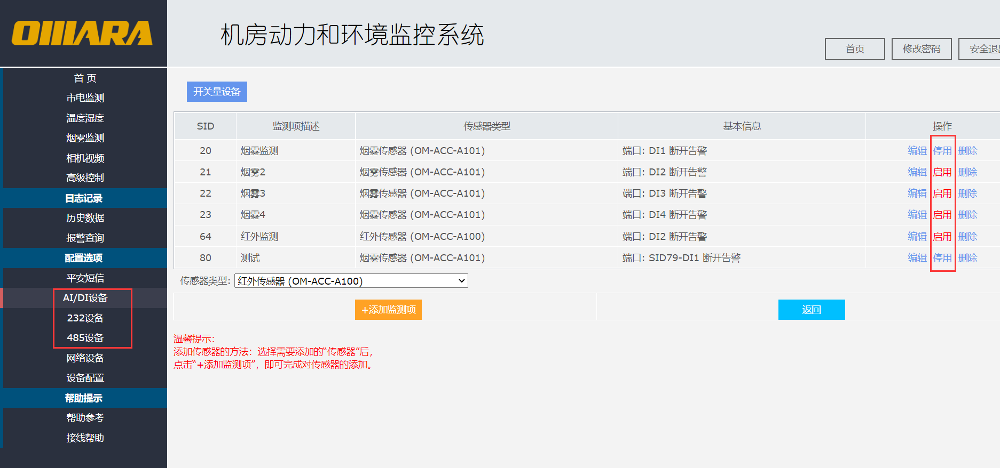 OMARA
机房动力和环境监控系统
首页
修改密码
安全退
首 页
市电监测
温度湿度
烟雾监测
相机视频
高级控制
日志记录
历史数据
报警查询
配置选项
平安短信
AI/DI设备
232设备
485设备
网络设备
设备配置
帮助提示
帮助参考
接线帮助
开关量设备
SID 监测项描述 传感器类型 基本信息 操作
20 烟雾监测 烟雾传感器 (OM-ACC-A101) 端口: DI1 断开告警 编辑 停用 删除
21 烟雾2 烟雾传感器 (OM-ACC-A101) 端口: DI2 断开告警 编辑 启用 删除
22 烟雾3 烟雾传感器 (OM-ACC-A101) 端口: DI3 断开告警 编辑 启用 删除
23 烟雾4 烟雾传感器 (OM-ACC-A101) 端口: DI4 断开告警 编辑 启用 删除
64 红外监测 红外传感器 (OM-ACC-A100) 端口: DI2 断开告警 编辑 启用 删除
80 测试 烟雾传感器 (OM-ACC-A101) 端口: SID79-DI1 断开告警 编辑 停用 删除
传感器类型: 红外传感器 (OM-ACC-A100)
+添加监测项
返回
温馨提示:
添加传感器的方法：选择需要添加的“传感器”后，
点击“+添加监测项”，即可完成对传感器的添加。